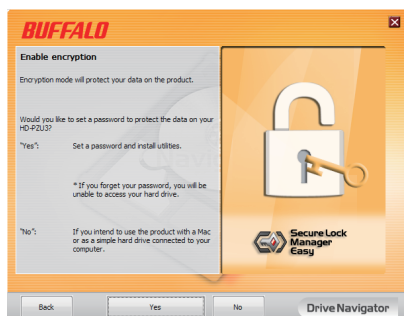 BUFFALO
Enable encryption
Encryption mode will protect your data on the product.
Would you like to set a password to protect the data on your
HD-PZU3?
"Yes": Set a password and install utilities.
* If you forget your password, you will be
unable to access your hard drive.
"No": If you intend to use the product with a Mac
or as a simple hard drive connected to your
computer.
Secure Lock
Manager
Easy
Back Yes No DriveNavigator